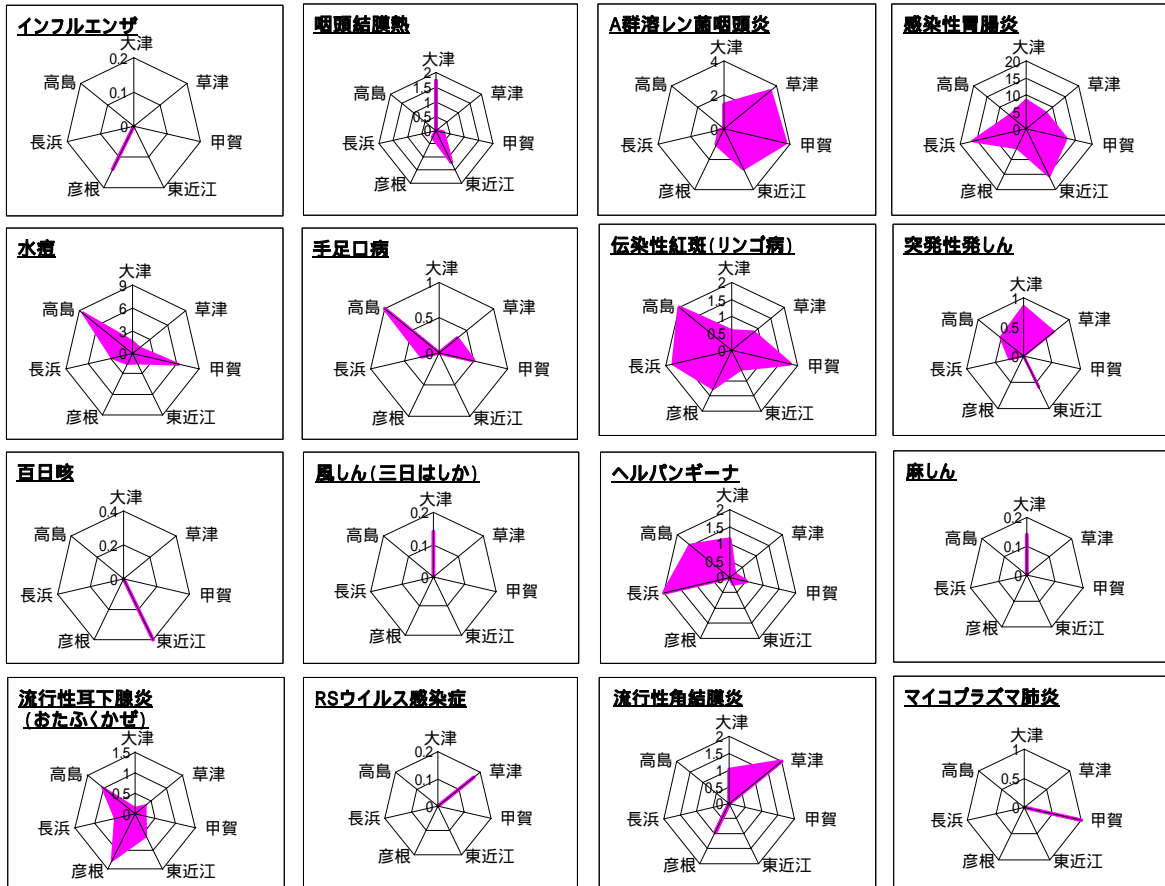 インフルエンザ
大津
草津
甲賀
東近江
彦根
長浜
高島
0.2
0.1
0
咽頭結膜熱
大津
草津
甲賀
東近江
彦根
長浜
高島
2
1.5
1
0.5
0
A群溶レン菌咽頭炎
大津
草津
甲賀
東近江
彦根
長浜
高島
4
2
0
感染性胃腸炎
大津
草津
甲賀
東近江
彦根
長浜
高島
20
15
10
5
0
水痘
大津
草津
甲賀
東近江
彦根
長浜
高島
9
6
3
0
手足口病
大津
草津
甲賀
東近江
彦根
長浜
高島
1
0.5
0
伝染性紅斑(リンゴ病)
大津
草津
甲賀
東近江
彦根
長浜
高島
2
1.5
1
0.5
0
突発性発しん
大津
草津
甲賀
東近江
彦根
長浜
高島
1
0.5
0
百日咳
大津
草津
甲賀
東近江
彦根
長浜
高島
0.4
0.2
0
風しん(三日はしか)
大津
草津
甲賀
東近江
彦根
長浜
高島
0.2
0.1
0
ヘルパンギーナ
大津
草津
甲賀
東近江
彦根
長浜
高島
2
1.5
1
0.5
0
麻しん
大津
草津
甲賀
東近江
彦根
長浜
高島
0.2
0.1
0
流行性耳下腺炎
(おたふくかぜ)
大津
草津
甲賀
東近江
彦根
長浜
高島
1.5
1
0.5
0
RSウイルス感染症
大津
草津
甲賀
東近江
彦根
長浜
高島
0.2
0.1
0
流行性角結膜炎
大津
草津
甲賀
東近江
彦根
長浜
高島
2
1.5
1
0.5
0
マイコプラズマ肺炎
大津
草津
甲賀
東近江
彦根
長浜
高島
1
0.5
0